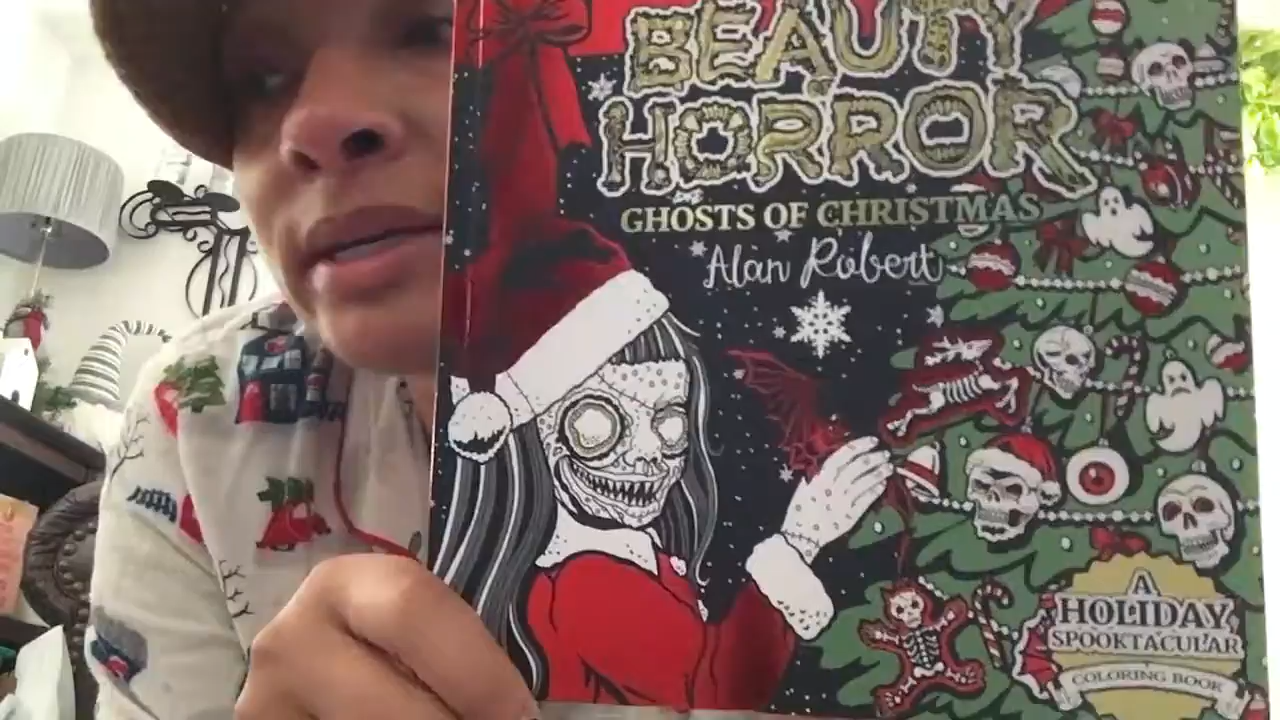 BEAUTY
HORROR
GHOSTS OF CHRISTMAS
Alan Robert
A
HOLIDAY
SPOOKTACULAR
COLORING BOOK